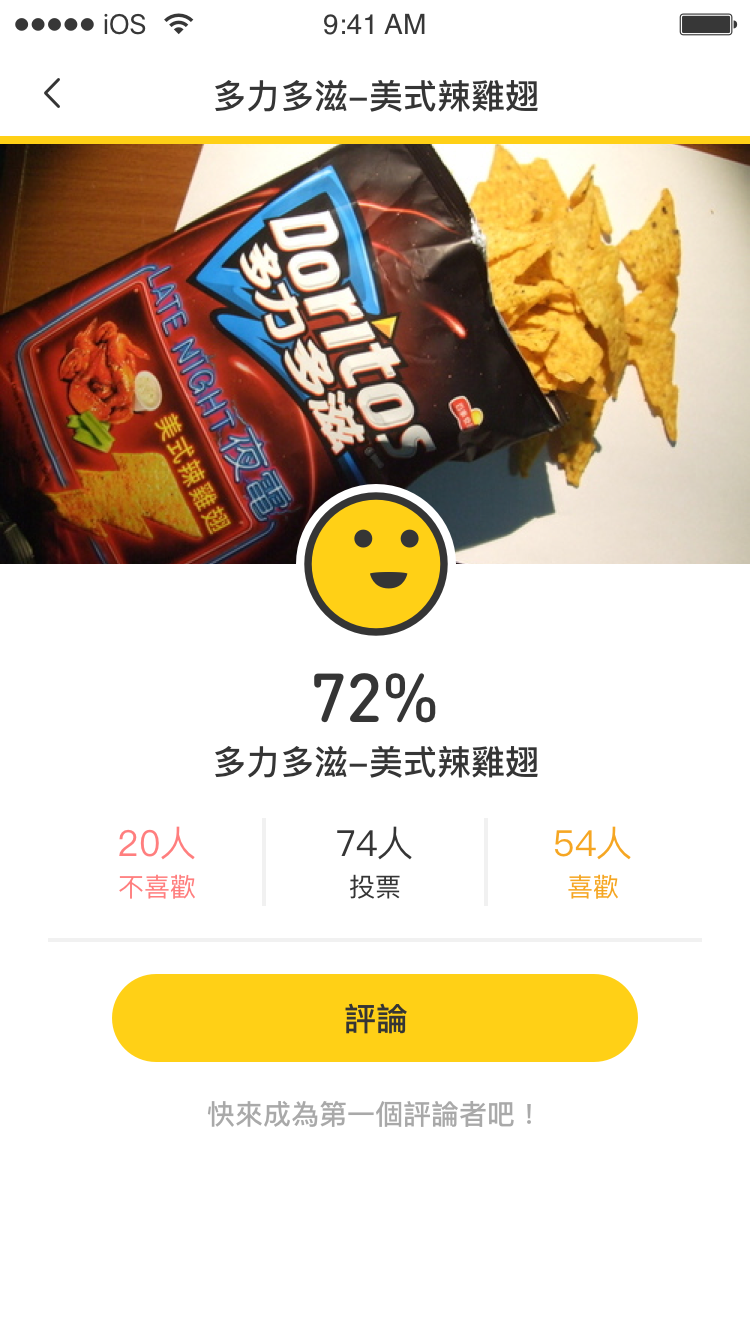 iOS 9:41 AM
多力多滋–美式辣雞翅
Doritos
多力多滋
LATE NIGHT 夜電
美式辣雞翅
72%
多力多滋–美式辣雞翅
20人 74人 54人
不喜歡 投票 喜歡
評論
快來成為第一個評論者吧！